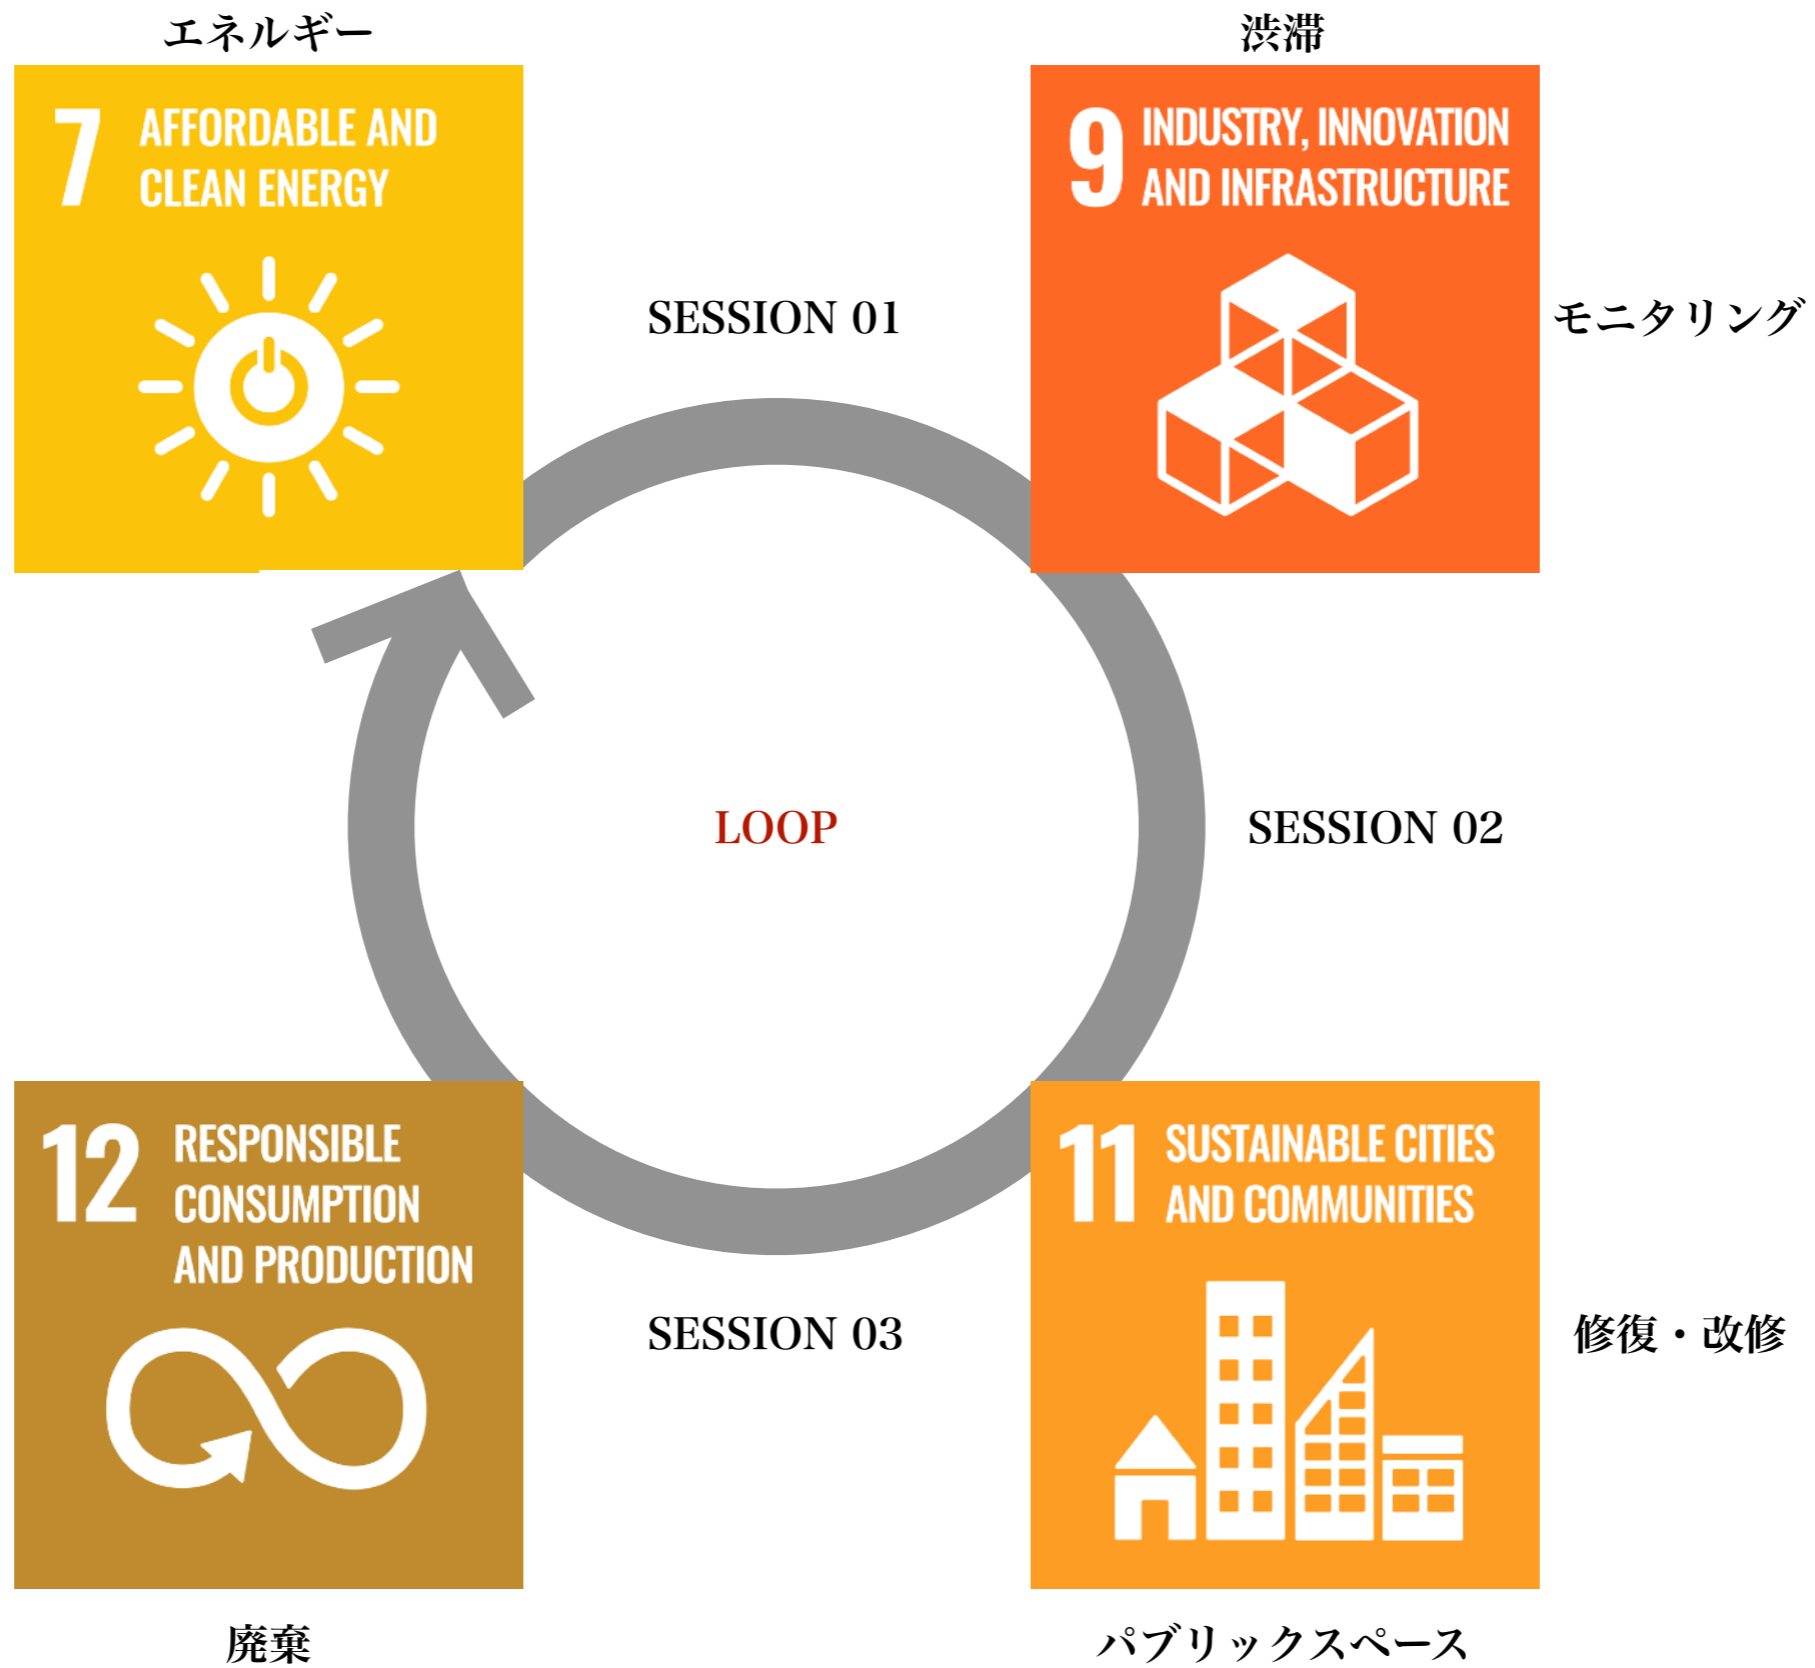 エネルギー
渋滞
7 AFFORDABLE AND
CLEAN ENERGY
9 INDUSTRY, INNOVATION
AND INFRASTRUCTURE
SESSION 01
モニタリング
LOOP
SESSION 02
12 RESPONSIBLE
CONSUMPTION
AND PRODUCTION
11 SUSTAINABLE CITIES
AND COMMUNITIES
SESSION 03
修復・改修
廃棄
パブリックスペース